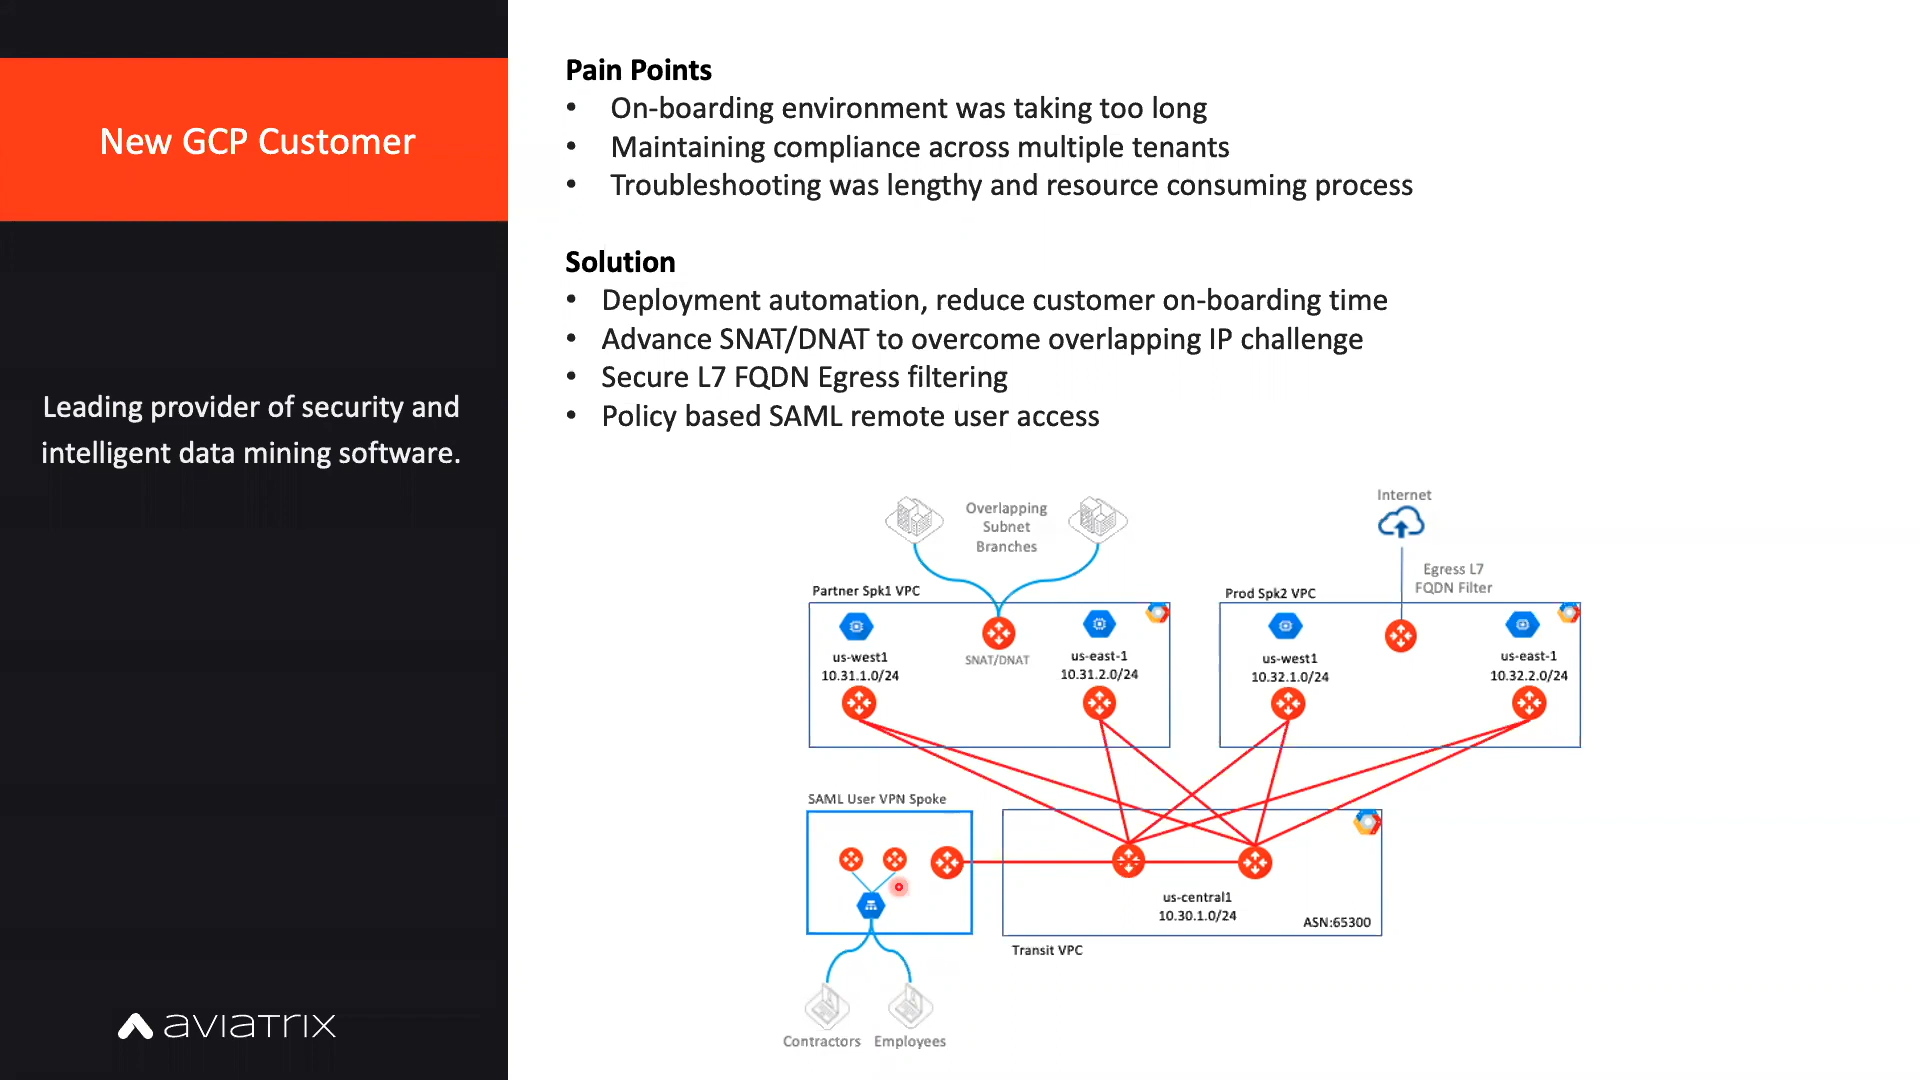 New GCP Customer
Leading provider of security and
intelligent data mining software.
aviatrix
Pain Points
• On-boarding environment was taking too long
• Maintaining compliance across multiple tenants
• Troubleshooting was lengthy and resource consuming process
Solution
• Deployment automation, reduce customer on-boarding time
• Advance SNAT/DNAT to overcome overlapping IP challenge
• Secure L7 FQDN Egress filtering
• Policy based SAML remote user access
Overlapping
Subnet
Branches
Internet
Egress L7
FQDN Filter
Partner Spk1 VPC
us-west1
10.31.1.0/24
SNAT/DNAT
us-east-1
10.31.2.0/24
Prod Spk2 VPC
us-west1
10.32.1.0/24
us-east-1
10.32.2.0/24
SAML User VPN Spoke
us-central1
10.30.1.0/24
ASN:65300
Transit VPC
Contractors
Employees